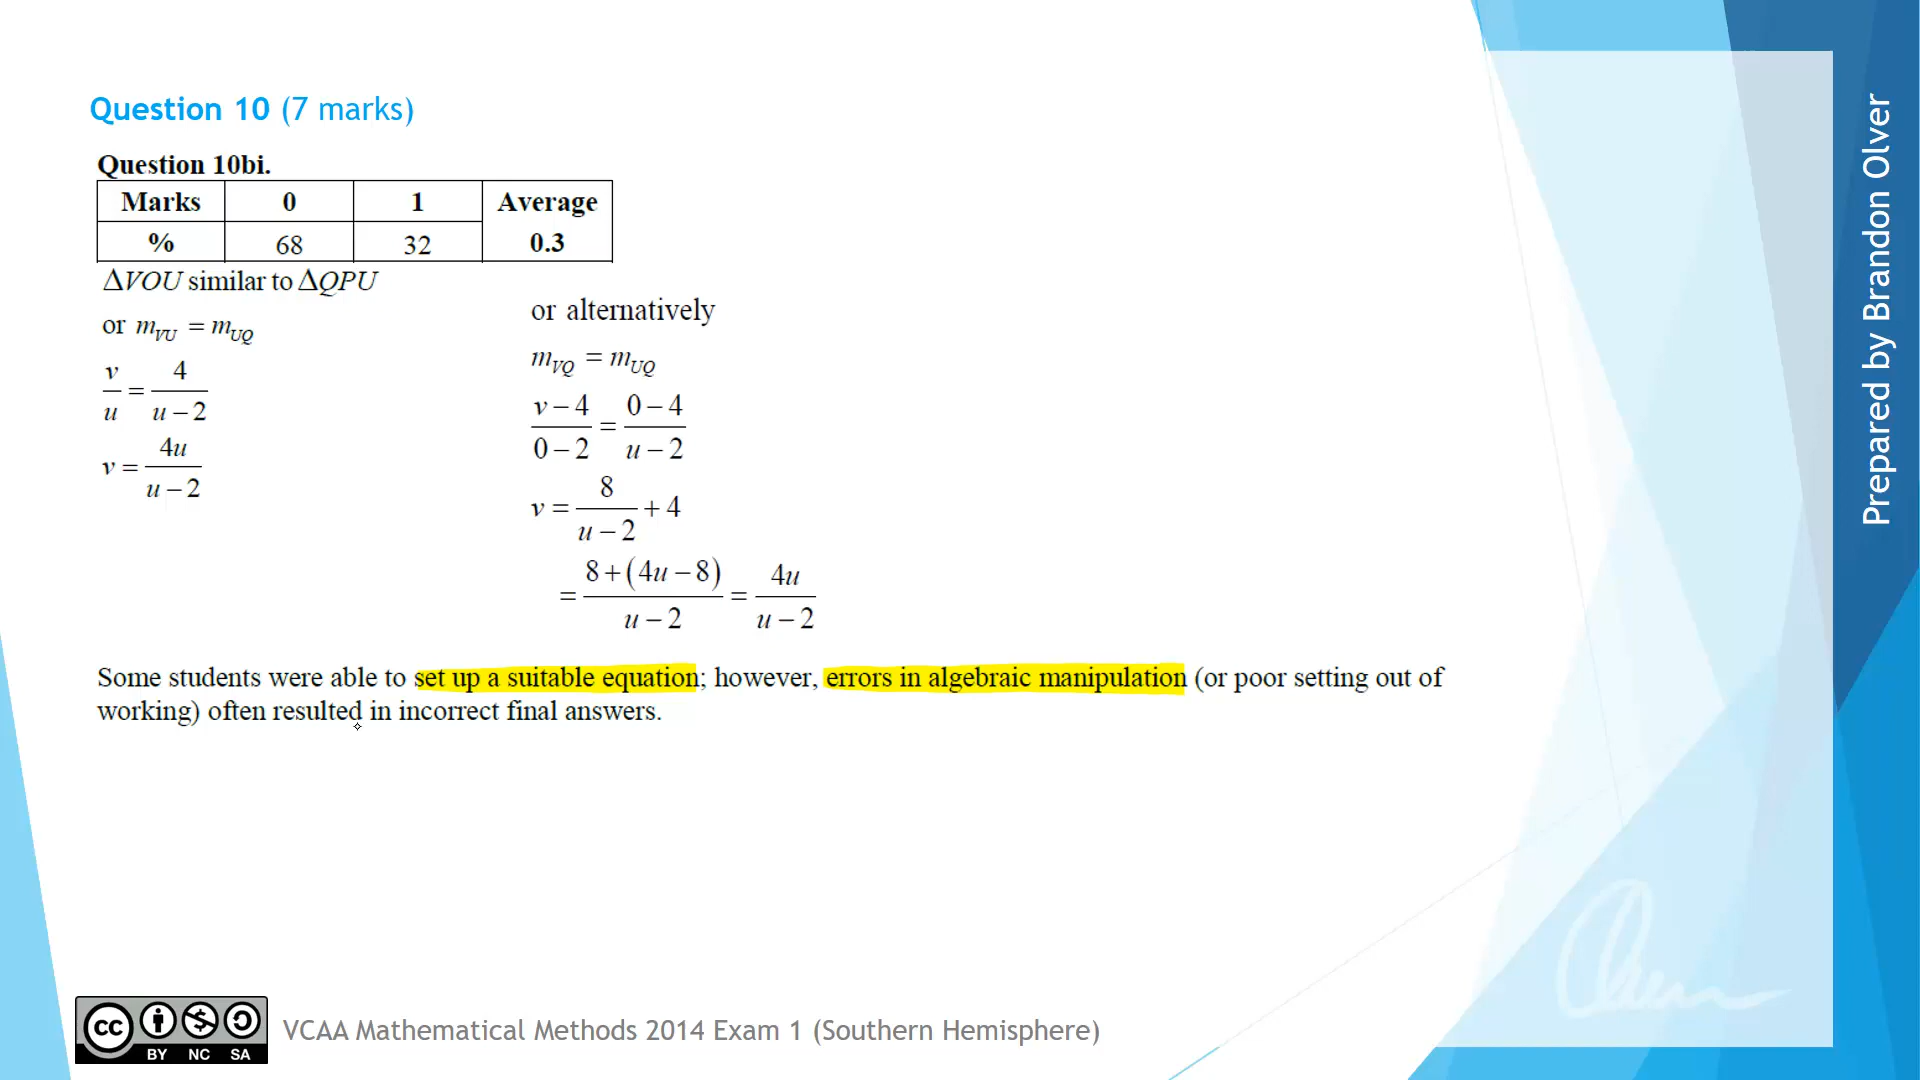 Question 10 (7 marks)
Question 10bi.
Marks 0 1 Average
% 68 32 0.3
ΔVOU similar to ΔQPU
or m_VU = m_UQ
v/u = 4/(u − 2)
v = 4u/(u − 2)
or alternatively
m_VQ = m_UQ
(v − 4)/(0 − 2) = (0 − 4)/(u − 2)
v = 8/(u − 2) + 4
= (8 + (4u − 8))/(u − 2) = 4u/(u − 2)
Some students were able to set up a suitable equation; however, errors in algebraic manipulation (or poor setting out of
working) often resulted in incorrect final answers.
Prepared by Brandon Olver
cc
BY NC SA
VCAA Mathematical Methods 2014 Exam 1 (Southern Hemisphere)